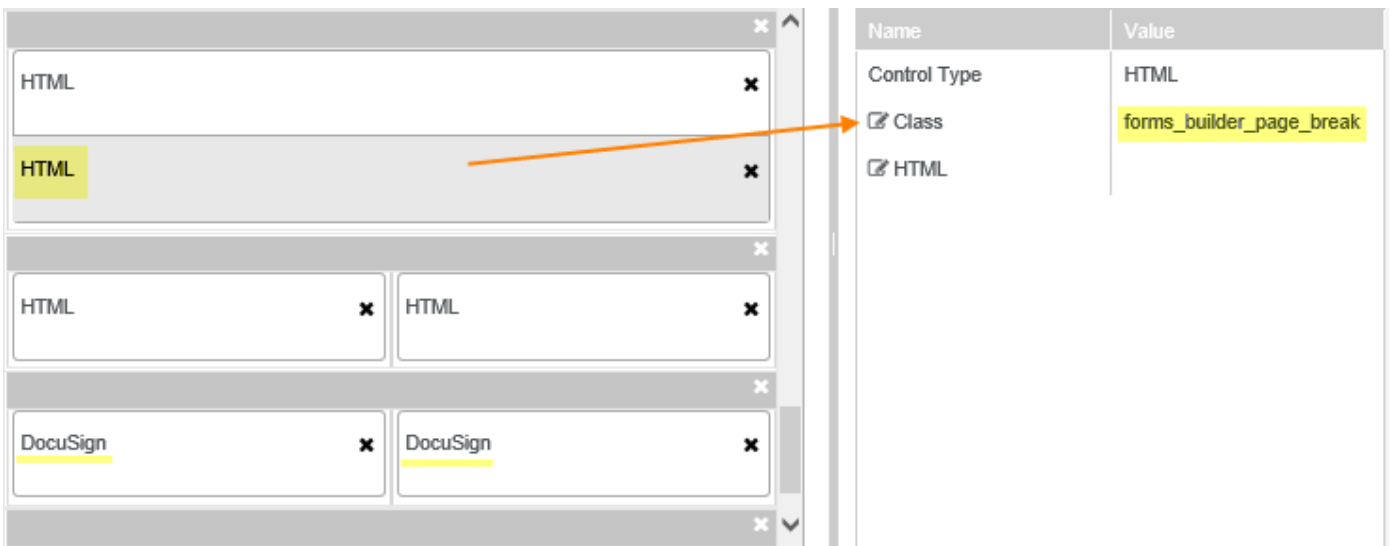 HTML
HTML
HTML HTML
DocuSign DocuSign
Name Value
Control Type HTML
Class forms_builder_page_break
HTML